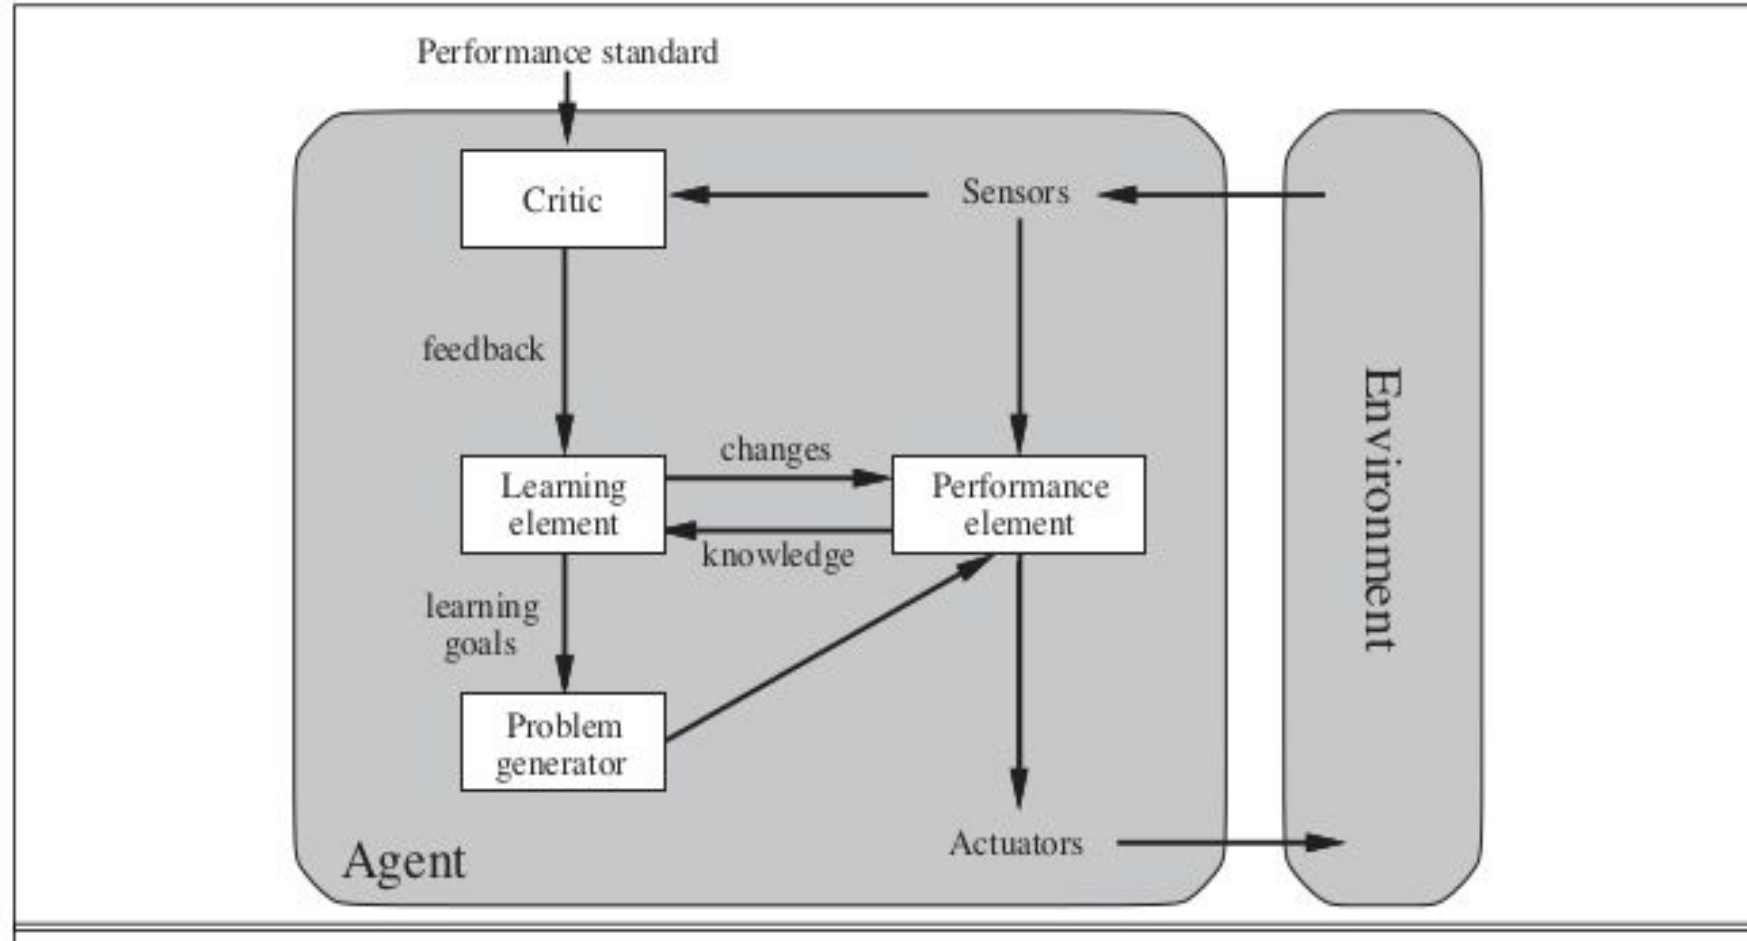 Performance standard
Critic
Sensors
feedback
changes
Learning
element
Performance
element
knowledge
learning
goals
Problem
generator
Agent
Actuators
Environment